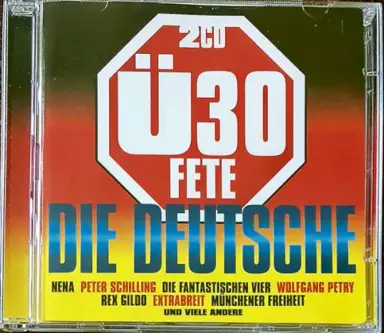 2CD
Ü30
FETE
DIE DEUTSCHE
NENA PETER SCHILLING DIE FANTASTISCHEN VIER WOLFGANG PETRY
REX GILDO EXTRABREIT MÜNCHENER FREIHEIT
UND VIELE ANDERE